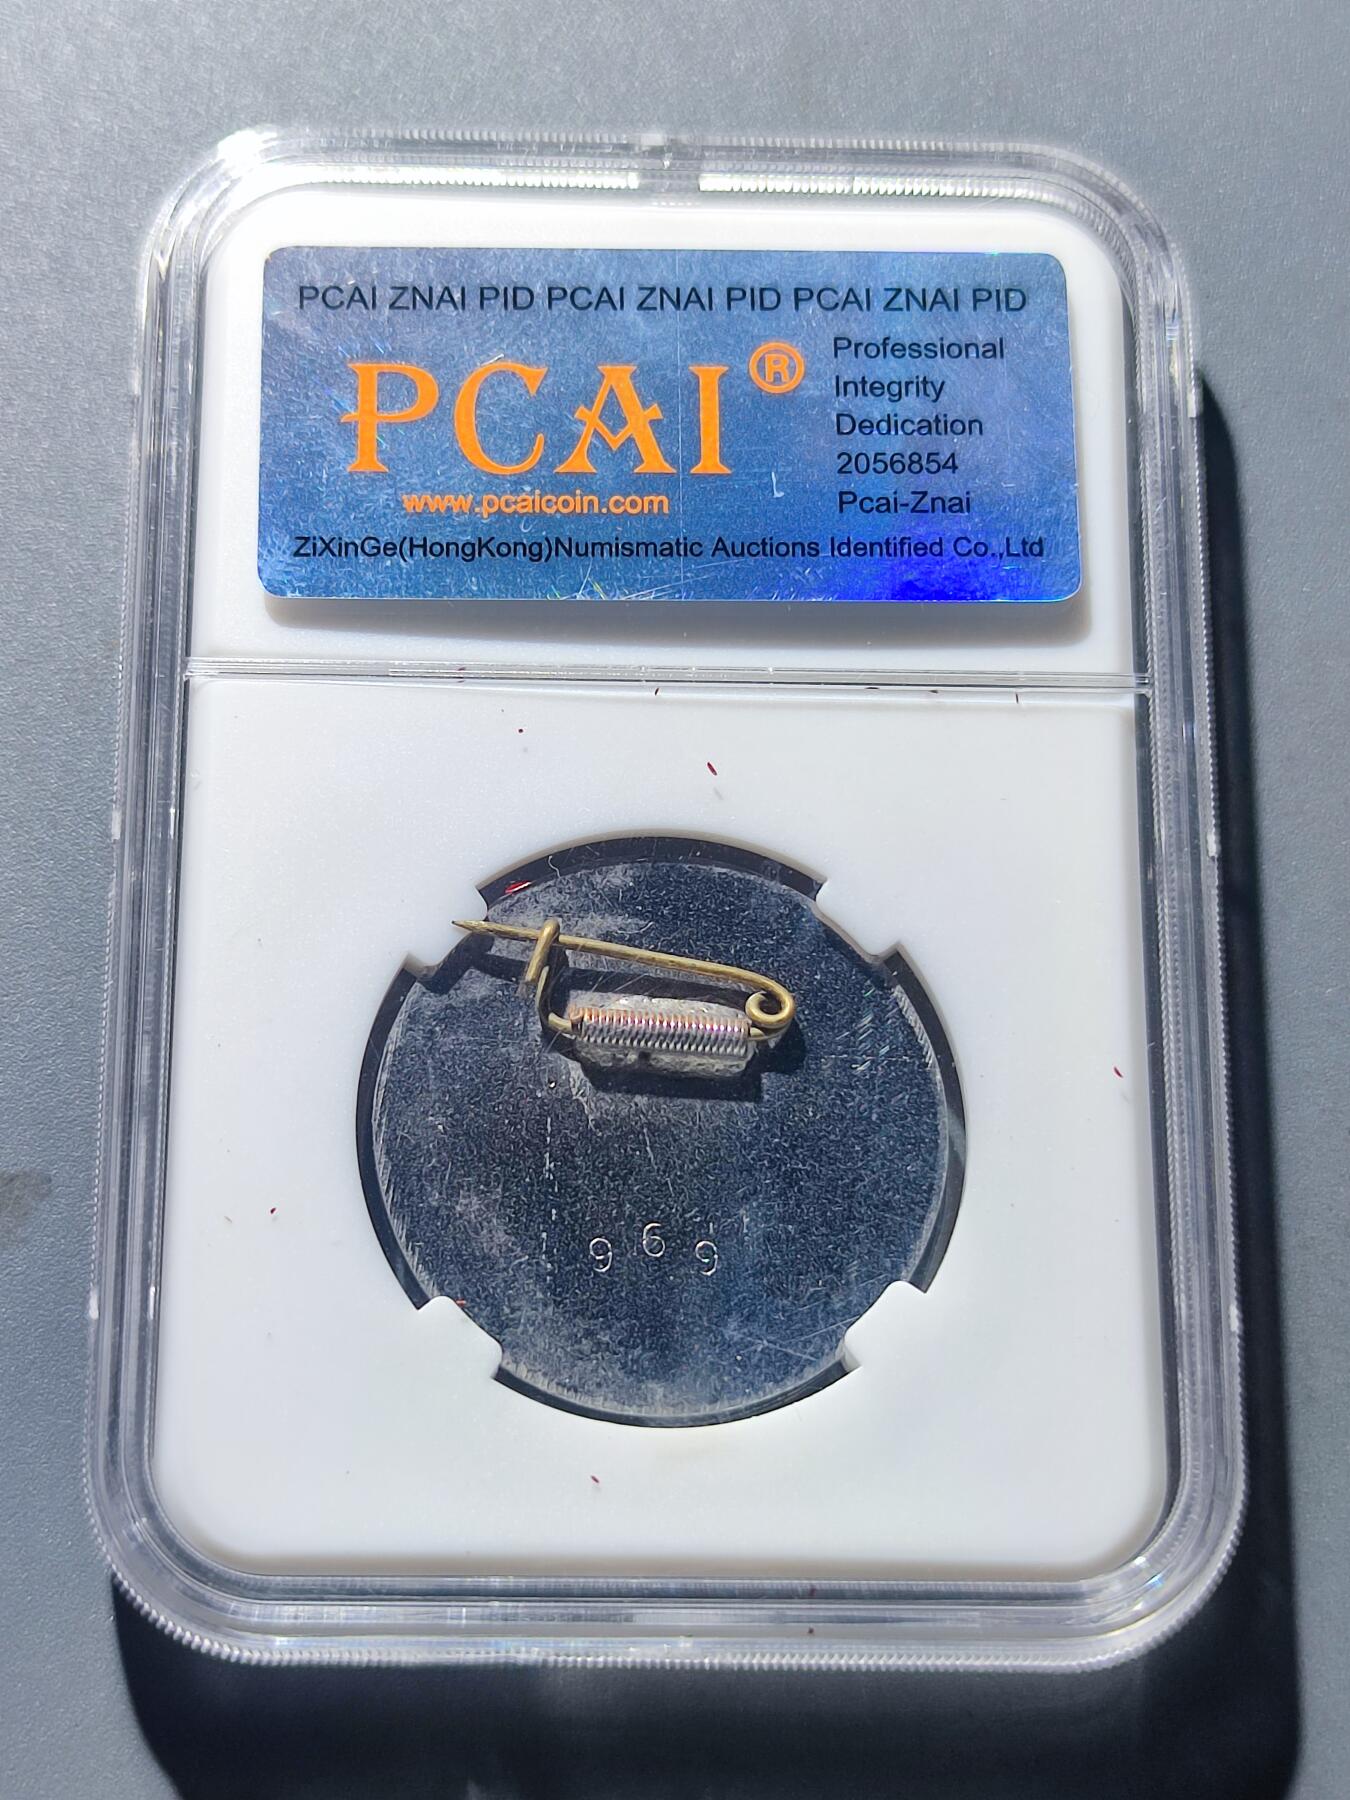 PCAI ZNAI PID PCAI ZNAI PID PCAI ZNAI PID
PCAI®
www.pcaicoin.com
Professional
Integrity
Dedication
2056854
Pcai-Znai
ZiXinGe(HongKong)Numismatic Auctions Identified Co.,Ltd
969